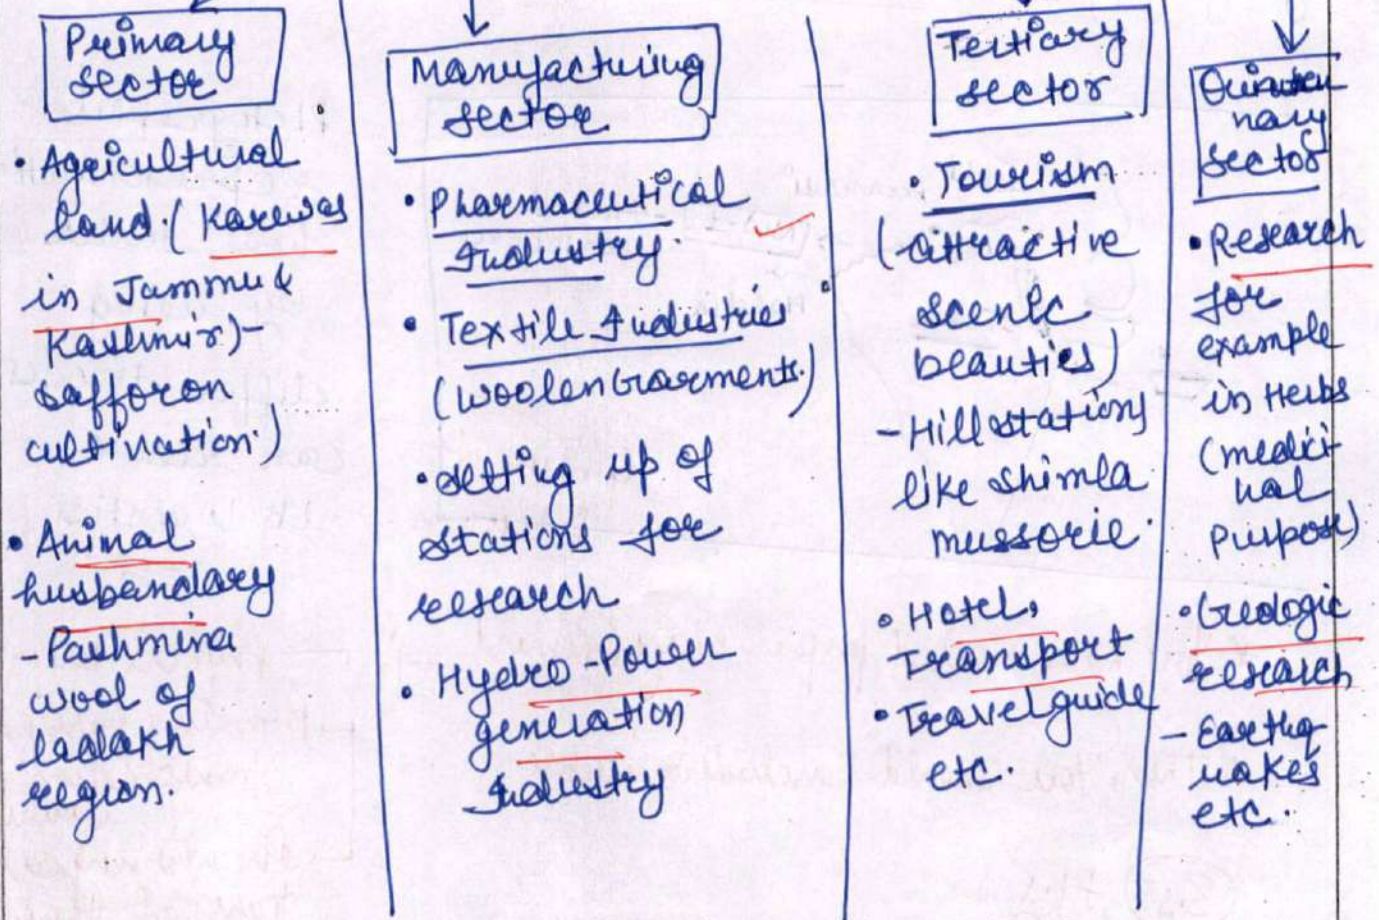 Primary
sector
• Agricultural
land. (Karewas
in Jammu &
Kashmir) -
safforon
cultivation.)
• Animal
husbandary
- Pashmina
wool of
ladakh
region.
Manufacturing
sector
• Pharmaceutical
Industry.
• Textile Industries
(woolen Garments.)
• setting up of
stations for
research
• Hydro-Power
generation
Industry
Tertiary
sector
• Tourism
(attractive
scenic
beauties)
- Hill stations
like shimla
mussorie.
• Hotel,
Transport
• Travel guide
etc.
nary
sector
• Research
for
example
in Herbs
(medici
nal
purpose)
• Geologic
research
- Earthq
uakes
etc.